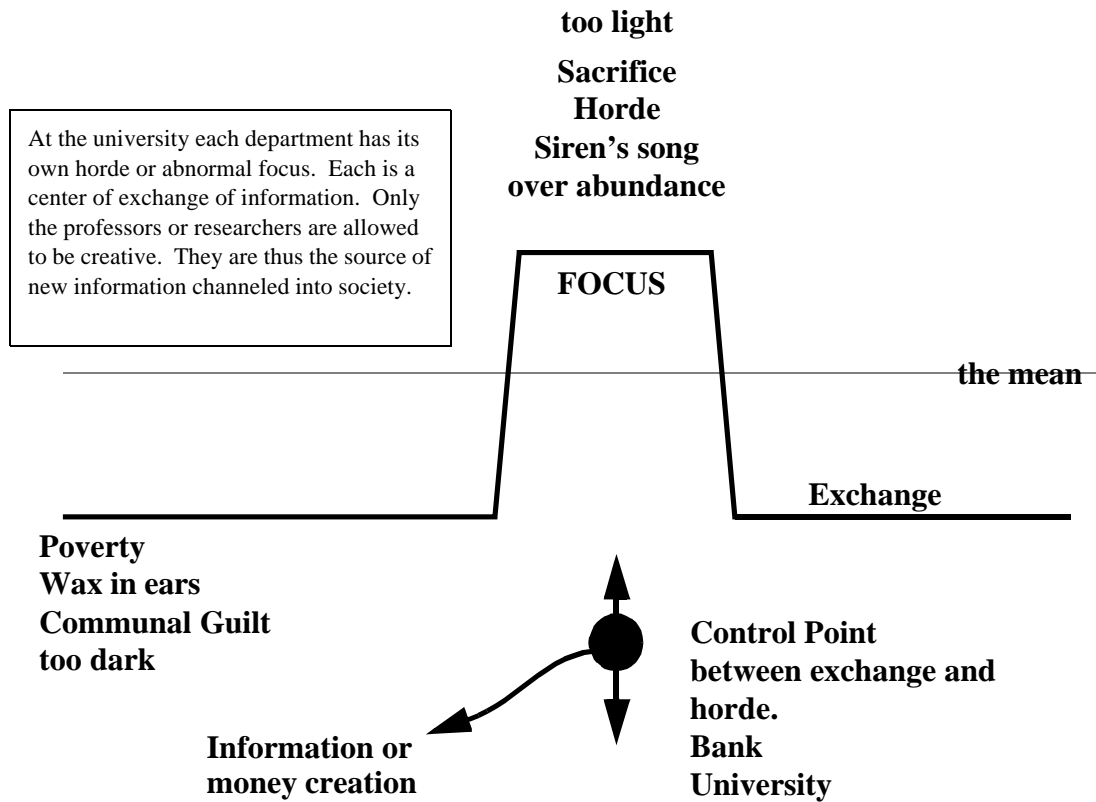 too light
Sacrifice
Horde
Siren's song
over abundance
At the university each department has its
own horde or abnormal focus. Each is a
center of exchange of information. Only
the professors or researchers are allowed
to be creative. They are thus the source of
new information channeled into society.
FOCUS
the mean
Exchange
Poverty
Wax in ears
Communal Guilt
too dark
Control Point
between exchange and
horde.
Bank
University
Information or
money creation